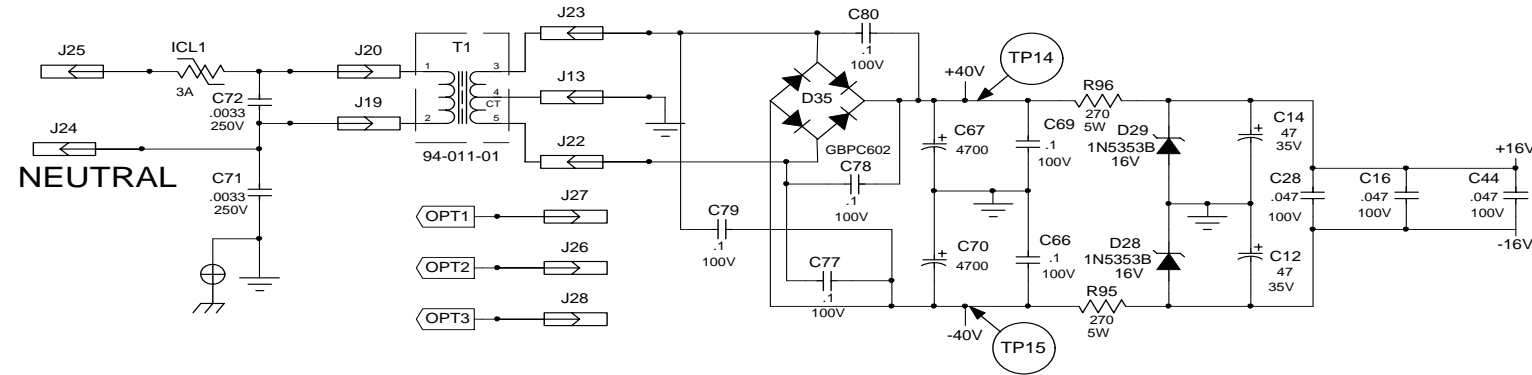 J25
ICL1
3A
J24
NEUTRAL
C72
.0033
250V
C71
.0033
250V
J20
J19
T1
1
2
3
4
CT
5
94-011-01
J23
J13
J22
OPT1
J27
OPT2
J26
OPT3
J28
C80
.1
100V
D35
GBPC602
C78
.1
100V
C79
.1
100V
C77
.1
100V
+40V
TP14
C67
+
4700
C69
.1
100V
C70
+
4700
C66
.1
100V
-40V
TP15
R96
270
5W
D29
1N5353B
16V
D28
1N5353B
16V
R95
270
5W
+
C14
47
35V
+
C12
47
35V
C28
.047
100V
C16
.047
100V
C44
.047
100V
+16V
-16V